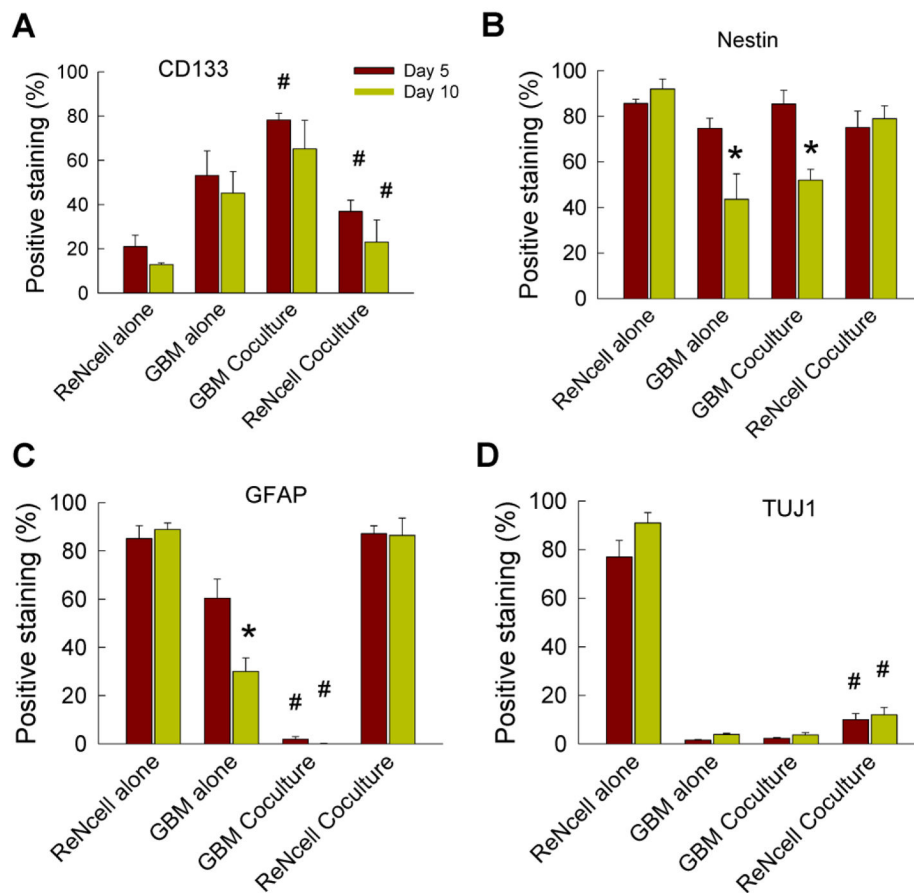 A
CD133
Day 5
Day 10
Positive staining (%)
100
80
60
40
20
0
#
#
#
ReNcell alone
GBM alone
GBM Coculture
ReNcell Coculture
B
Nestin
Positive staining (%)
100
80
60
40
20
0
*
*
ReNcell alone
GBM alone
GBM Coculture
ReNcell Coculture
C
GFAP
Positive staining (%)
100
80
60
40
20
0
*
#
#
ReNcell alone
GBM alone
GBM Coculture
ReNcell Coculture
D
TUJ1
Positive staining (%)
100
80
60
40
20
0
#
#
ReNcell alone
GBM alone
GBM Coculture
ReNcell Coculture